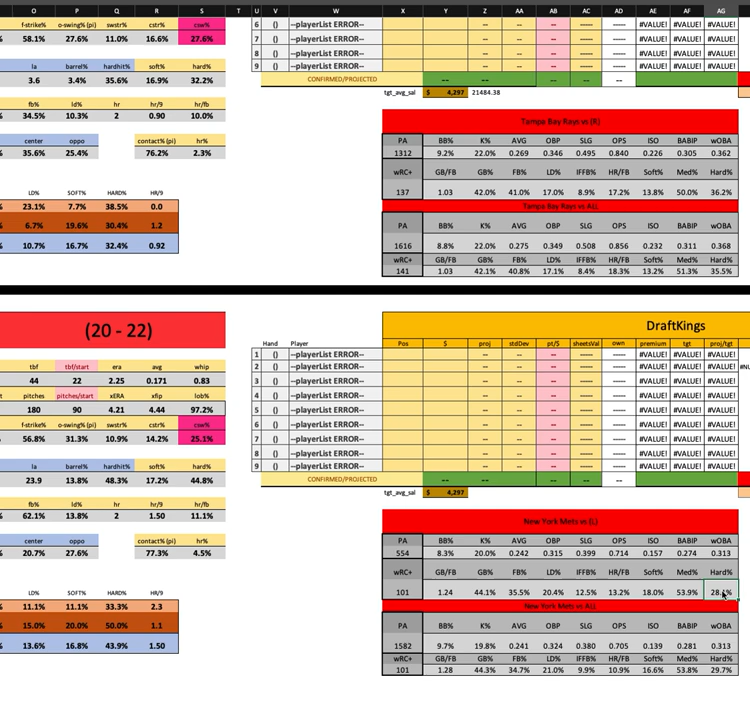 O P Q R S T U V W X Y Z AA AB AC AD AE AF AG
f-strike% o-swing% (pi) swstr% cstr% csw% 6 () --playerList ERROR-- -- -- -- ----- #VALUE! #VALUE! #VALUE!
58.1% 27.6% 11.0% 16.6% 27.6% 7 () --playerList ERROR-- -- -- -- ----- #VALUE! #VALUE! #VALUE!
8 () --playerList ERROR-- -- -- -- ----- #VALUE! #VALUE! #VALUE!
la barrel% hardhit% soft% hard% 9 () --playerList ERROR-- -- -- -- ----- #VALUE! #VALUE! #VALUE!
3.6 3.4% 35.6% 16.9% 32.2% CONFIRMED/PROJECTED -- -- -- -- --
tgt_avg_sal $ 4,297 21484.38
fb% ld% hr hr/9 hr/fb
34.5% 10.3% 2 0.90 10.0%
Tampa Bay Rays vs (R)
center oppo contact% (pi) hr%
35.6% 25.4% 76.2% 2.3%
PA BB% K% AVG OBP SLG OPS ISO BABIP wOBA
1312 9.2% 22.0% 0.269 0.346 0.495 0.840 0.226 0.305 0.362
wRC+ GB/FB GB% FB% LD% IFFB% HR/FB Soft% Med% Hard%
137 1.03 42.0% 41.0% 17.0% 8.9% 17.2% 13.8% 50.0% 36.2%
LD% SOFT% HARD% HR/9
23.1% 7.7% 38.5% 0.0
6.7% 19.6% 30.4% 1.2
10.7% 16.7% 32.4% 0.92
Tampa Bay Rays vs ALL
PA BB% K% AVG OBP SLG OPS ISO BABIP wOBA
1616 8.8% 22.0% 0.275 0.349 0.508 0.856 0.232 0.311 0.368
wRC+ GB/FB GB% FB% LD% IFFB% HR/FB Soft% Med% Hard%
141 1.03 42.1% 40.8% 17.1% 8.4% 18.3% 13.2% 51.3% 35.5%
(20 - 22) DraftKings
Hand Player Pos $ proj stdDev pt/$ sheetsVal own premium tgt proj/tgt
1 () --playerList ERROR-- -- -- -- ----- #VALUE! #VALUE! #VALUE!
2 () --playerList ERROR-- -- -- -- ----- #VALUE! #VALUE! #VALUE! #NU
3 () --playerList ERROR-- -- -- -- ----- #VALUE! #VALUE! #VALUE!
4 () --playerList ERROR-- -- -- -- ----- #VALUE! #VALUE! #VALUE!
5 () --playerList ERROR-- -- -- -- ----- #VALUE! #VALUE! #VALUE!
6 () --playerList ERROR-- -- -- -- ----- #VALUE! #VALUE! #VALUE!
7 () --playerList ERROR-- -- -- -- ----- #VALUE! #VALUE! #VALUE!
8 () --playerList ERROR-- -- -- -- ----- #VALUE! #VALUE! #VALUE!
9 () --playerList ERROR-- -- -- -- ----- #VALUE! #VALUE! #VALUE!
CONFIRMED/PROJECTED -- -- -- -- --
tgt_avg_sal $ 4,297
tbf tbf/start era avg whip
44 22 2.25 0.171 0.83
pitches pitches/start xERA xfip lob%
180 90 4.21 4.44 97.2%
f-strike% o-swing% (pi) swstr% cstr% csw%
56.8% 31.3% 10.9% 14.2% 25.1%
la barrel% hardhit% soft% hard%
23.9 13.8% 48.3% 17.2% 44.8%
fb% ld% hr hr/9 hr/fb
62.1% 13.8% 2 1.50 11.1%
center oppo contact% (pi) hr%
20.7% 27.6% 77.3% 4.5%
LD% SOFT% HARD% HR/9
11.1% 11.1% 33.3% 2.3
15.0% 20.0% 50.0% 1.1
13.6% 16.8% 43.9% 1.50
New York Mets vs (L)
PA BB% K% AVG OBP SLG OPS ISO BABIP wOBA
554 8.3% 20.0% 0.242 0.315 0.399 0.714 0.157 0.274 0.313
wRC+ GB/FB GB% FB% LD% IFFB% HR/FB Soft% Med% Hard%
101 1.24 44.1% 35.5% 20.4% 12.5% 13.2% 18.0% 53.9%
New York Mets vs ALL
PA BB% K% AVG OBP SLG OPS ISO BABIP wOBA
1582 9.7% 19.8% 0.241 0.324 0.380 0.705 0.139 0.281 0.313
wRC+ GB/FB GB% FB% LD% IFFB% HR/FB Soft% Med% Hard%
101 1.28 44.3% 34.7% 21.0% 9.9% 10.9% 16.6% 53.8% 29.7%